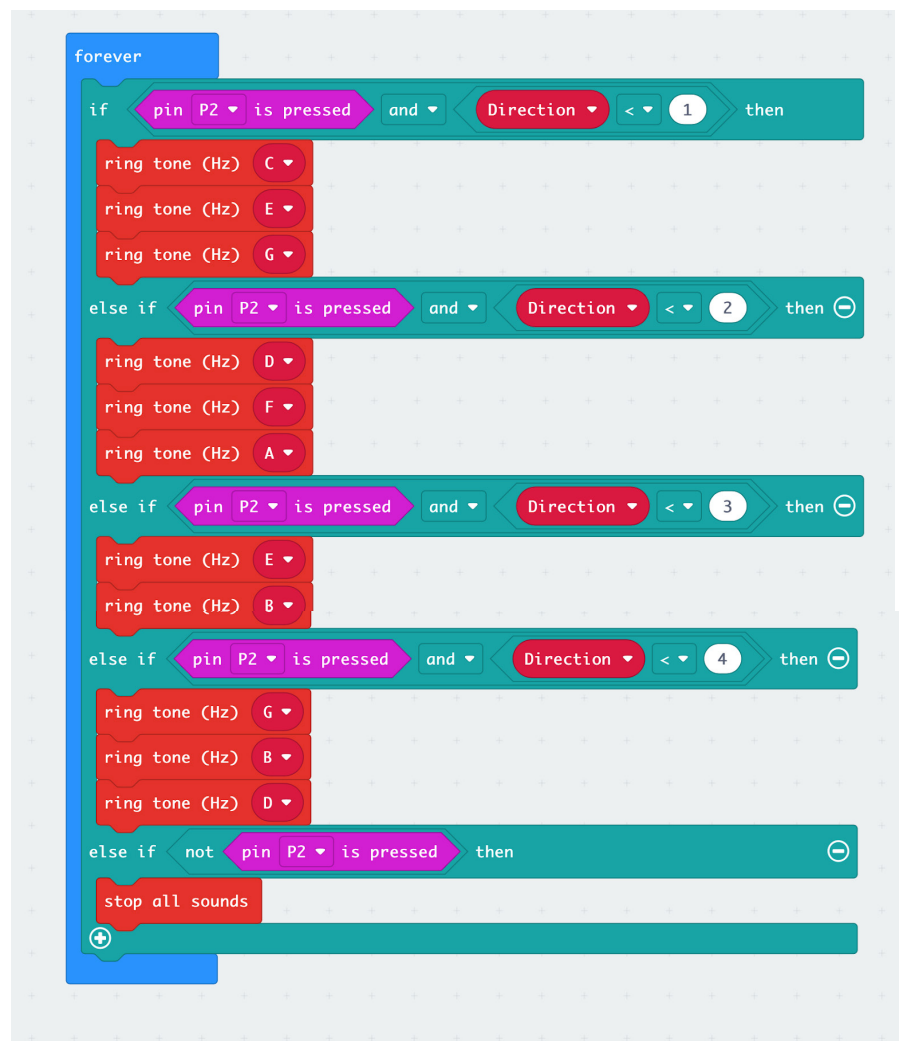 forever
if pin P2 is pressed and Direction < 1 then
ring tone (Hz) C
ring tone (Hz) E
ring tone (Hz) G
else if pin P2 is pressed and Direction < 2 then
ring tone (Hz) D
ring tone (Hz) F
ring tone (Hz) A
else if pin P2 is pressed and Direction < 3 then
ring tone (Hz) E
ring tone (Hz) B
else if pin P2 is pressed and Direction < 4 then
ring tone (Hz) G
ring tone (Hz) B
ring tone (Hz) D
else if not pin P2 is pressed then
stop all sounds